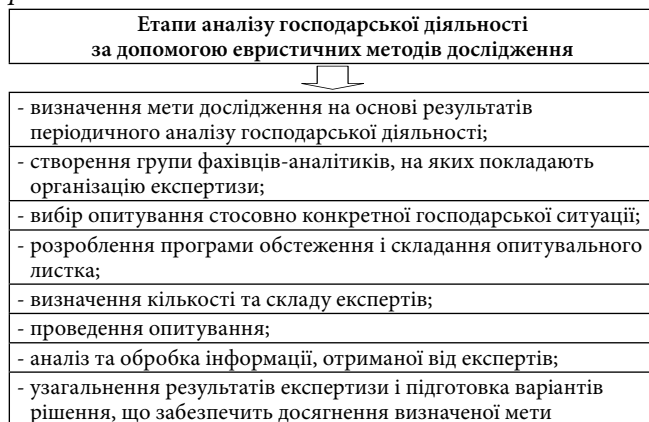 Етапи аналізу господарської діяльності
за допомогою евристичних методів дослідження
- визначення мети дослідження на основі результатів
періодичного аналізу господарської діяльності;
- створення групи фахівців-аналітиків, на яких покладають
організацію експертизи;
- вибір опитування стосовно конкретної господарської ситуації;
- розроблення програми обстеження і складання опитувального
листка;
- визначення кількості та складу експертів;
- проведення опитування;
- аналіз та обробка інформації, отриманої від експертів;
- узагальнення результатів експертизи і підготовка варіантів
рішення, що забезпечить досягнення визначеної мети